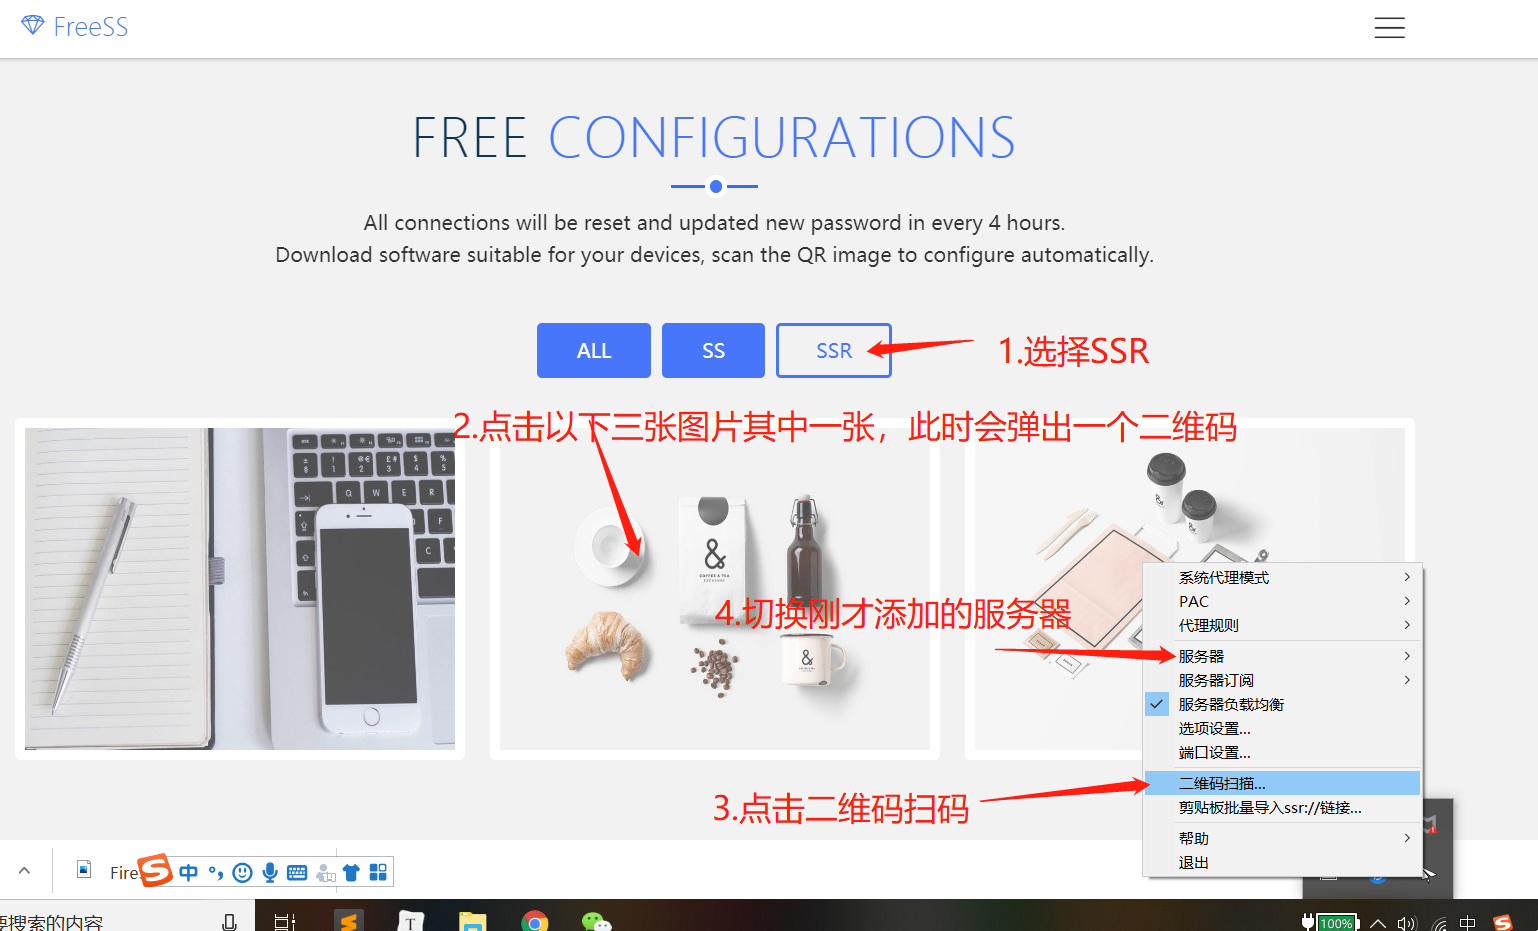 FreeSS
FREE CONFIGURATIONS
All connections will be reset and updated new password in every 4 hours.
Download software suitable for your devices, scan the QR image to configure automatically.
ALL
SS
SSR
1.选择SSR
2.点击以下三张图片其中一张，此时会弹出一个二维码
&
COFFEE & TEA
EXCHANGE
&
4.切换刚才添加的服务器
系统代理模式
PAC
代理规则
服务器
服务器订阅
服务器负载均衡
选项设置...
端口设置...
二维码扫描...
剪贴板批量导入ssr://链接...
帮助
退出
3.点击二维码扫码
Fire
中
要搜索的内容
T
100%
中